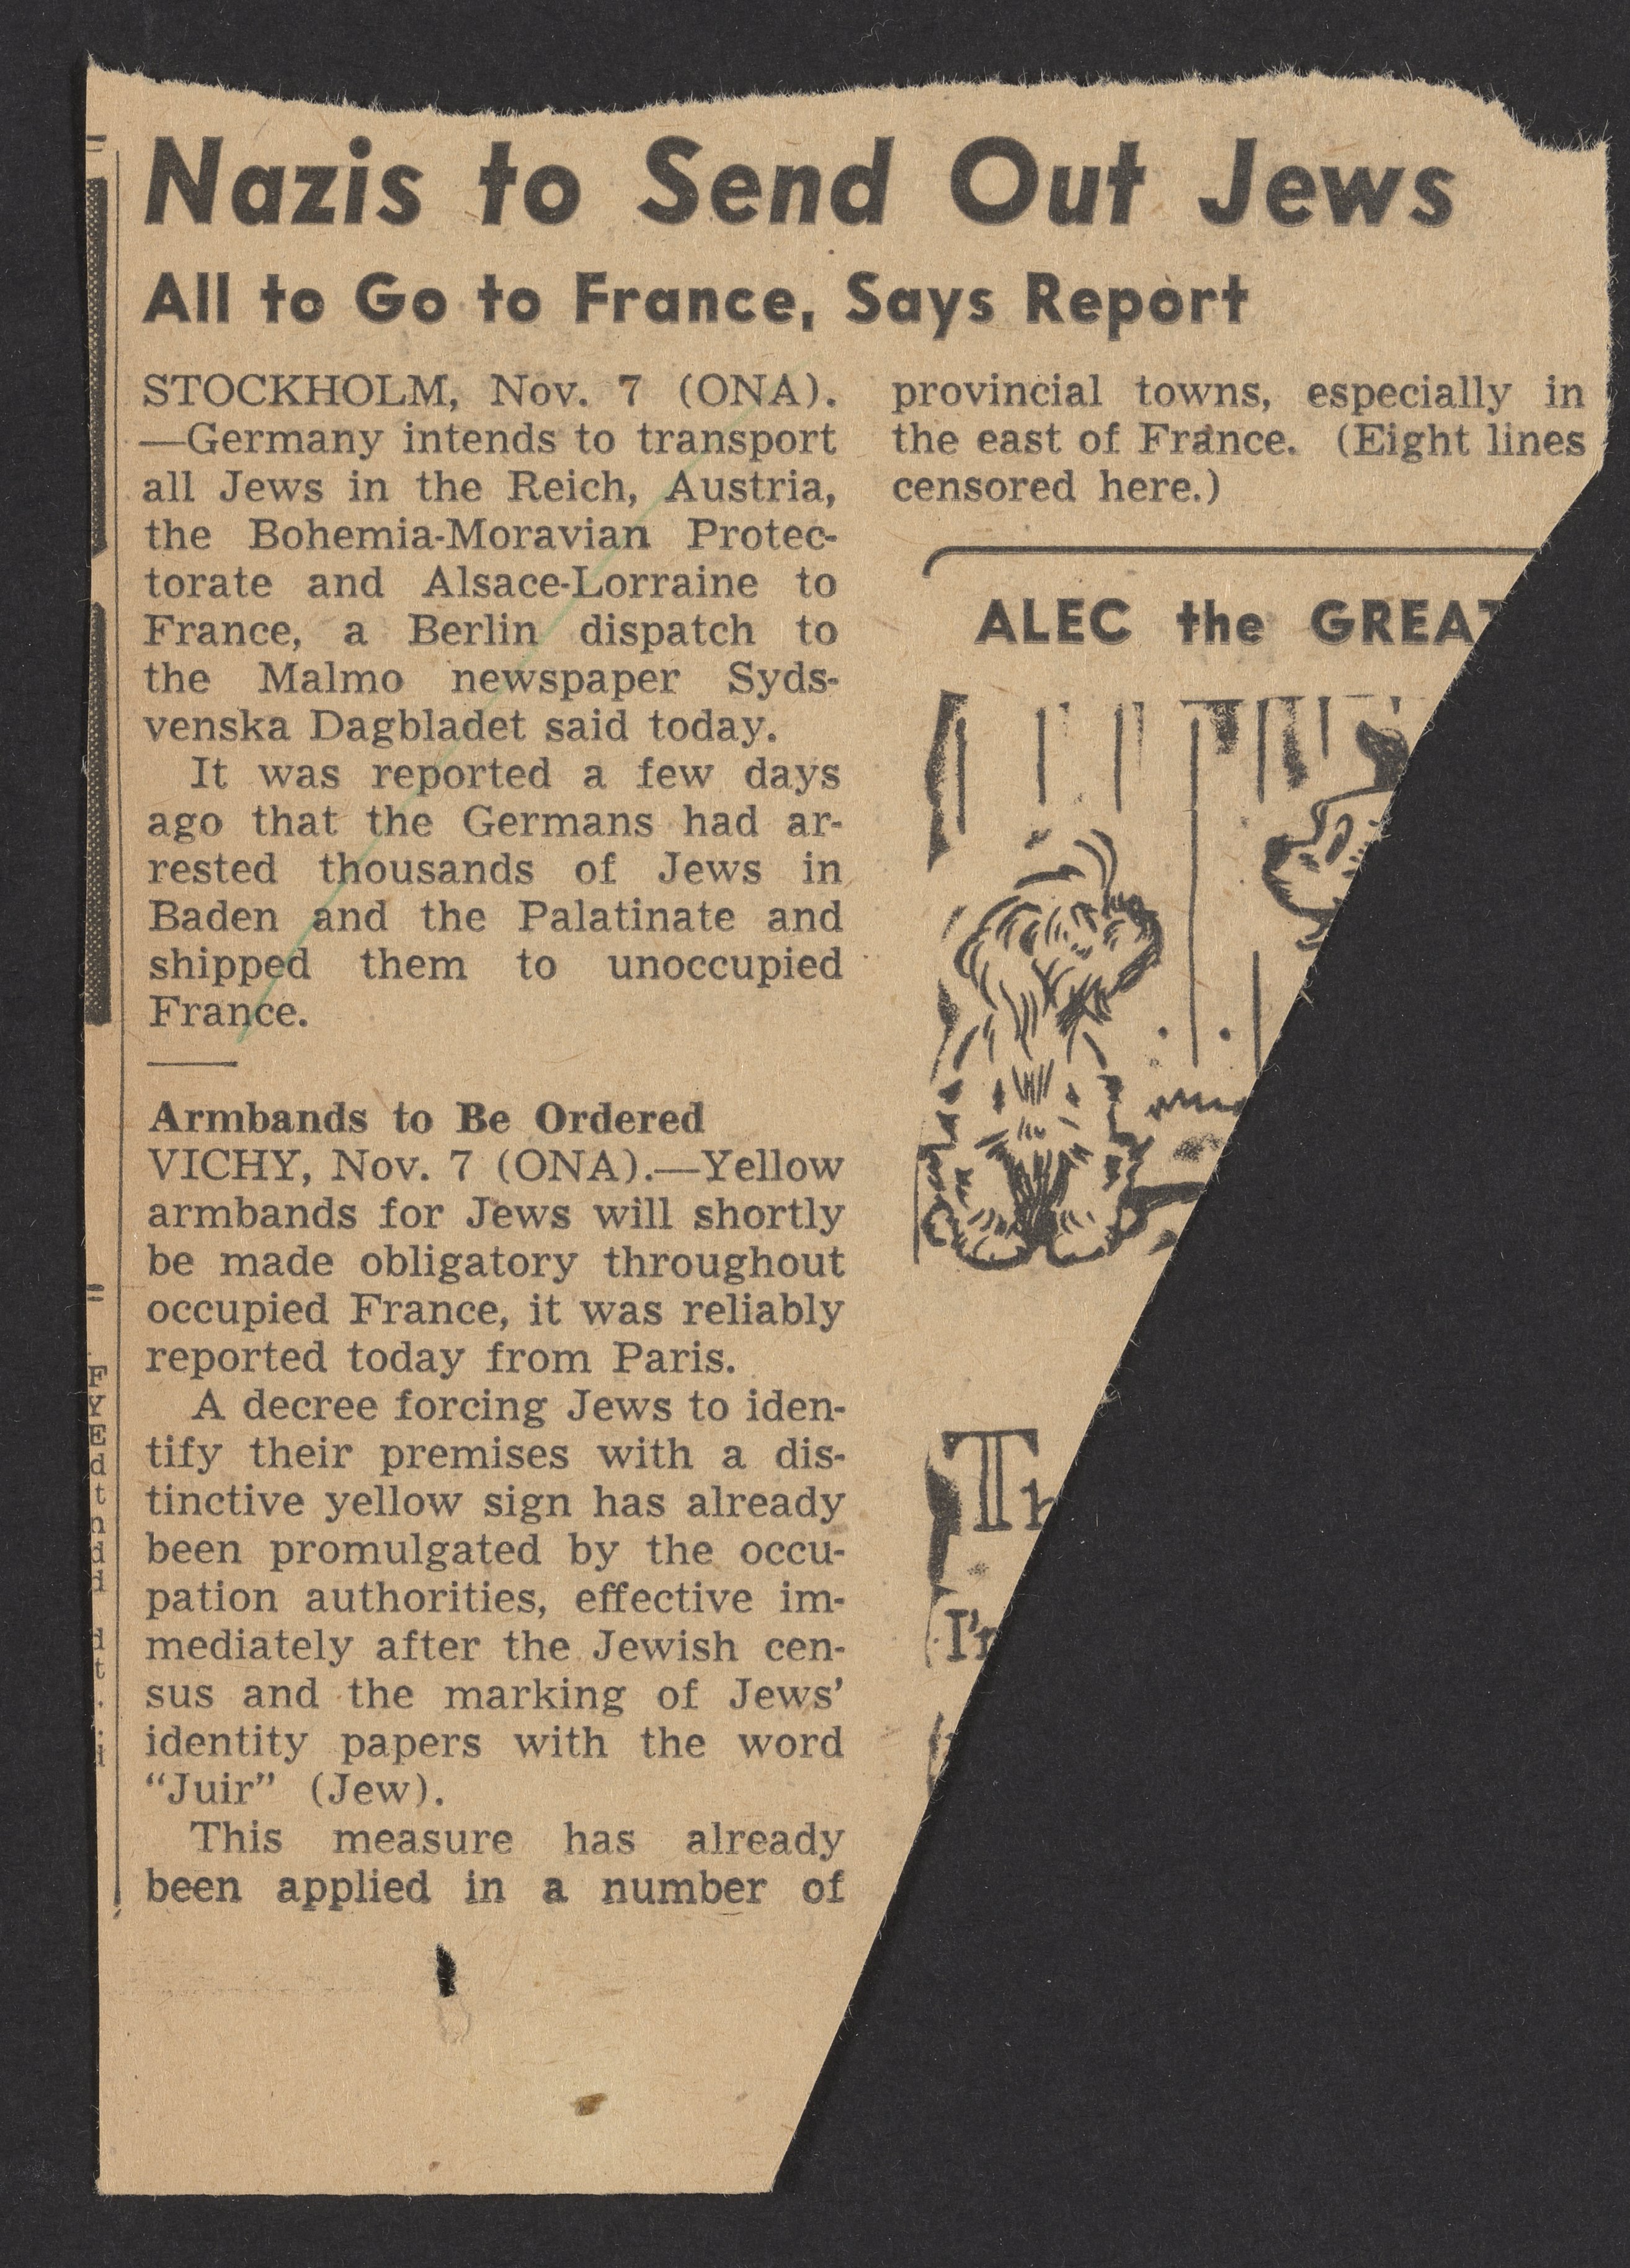 Nazis to Send Out Jews
All to Go to France, Says Report
STOCKHOLM, Nov. 7 (ONA).
—Germany intends to transport
all Jews in the Reich, Austria,
the Bohemia-Moravian Protec-
torate and Alsace-Lorraine to
France, a Berlin dispatch to
the Malmo newspaper Syds-
venska Dagbladet said today.
It was reported a few days
ago that the Germans had ar-
rested thousands of Jews in
Baden and the Palatinate and
shipped them to unoccupied
France.
Armbands to Be Ordered
VICHY, Nov. 7 (ONA).—Yellow
armbands for Jews will shortly
be made obligatory throughout
occupied France, it was reliably
reported today from Paris.
A decree forcing Jews to iden-
tify their premises with a dis-
tinctive yellow sign has already
been promulgated by the occu-
pation authorities, effective im-
mediately after the Jewish cen-
sus and the marking of Jews'
identity papers with the word
“Juir” (Jew).
This measure has already
been applied in a number of
provincial towns, especially in
the east of France. (Eight lines
censored here.)
ALEC the GREAT